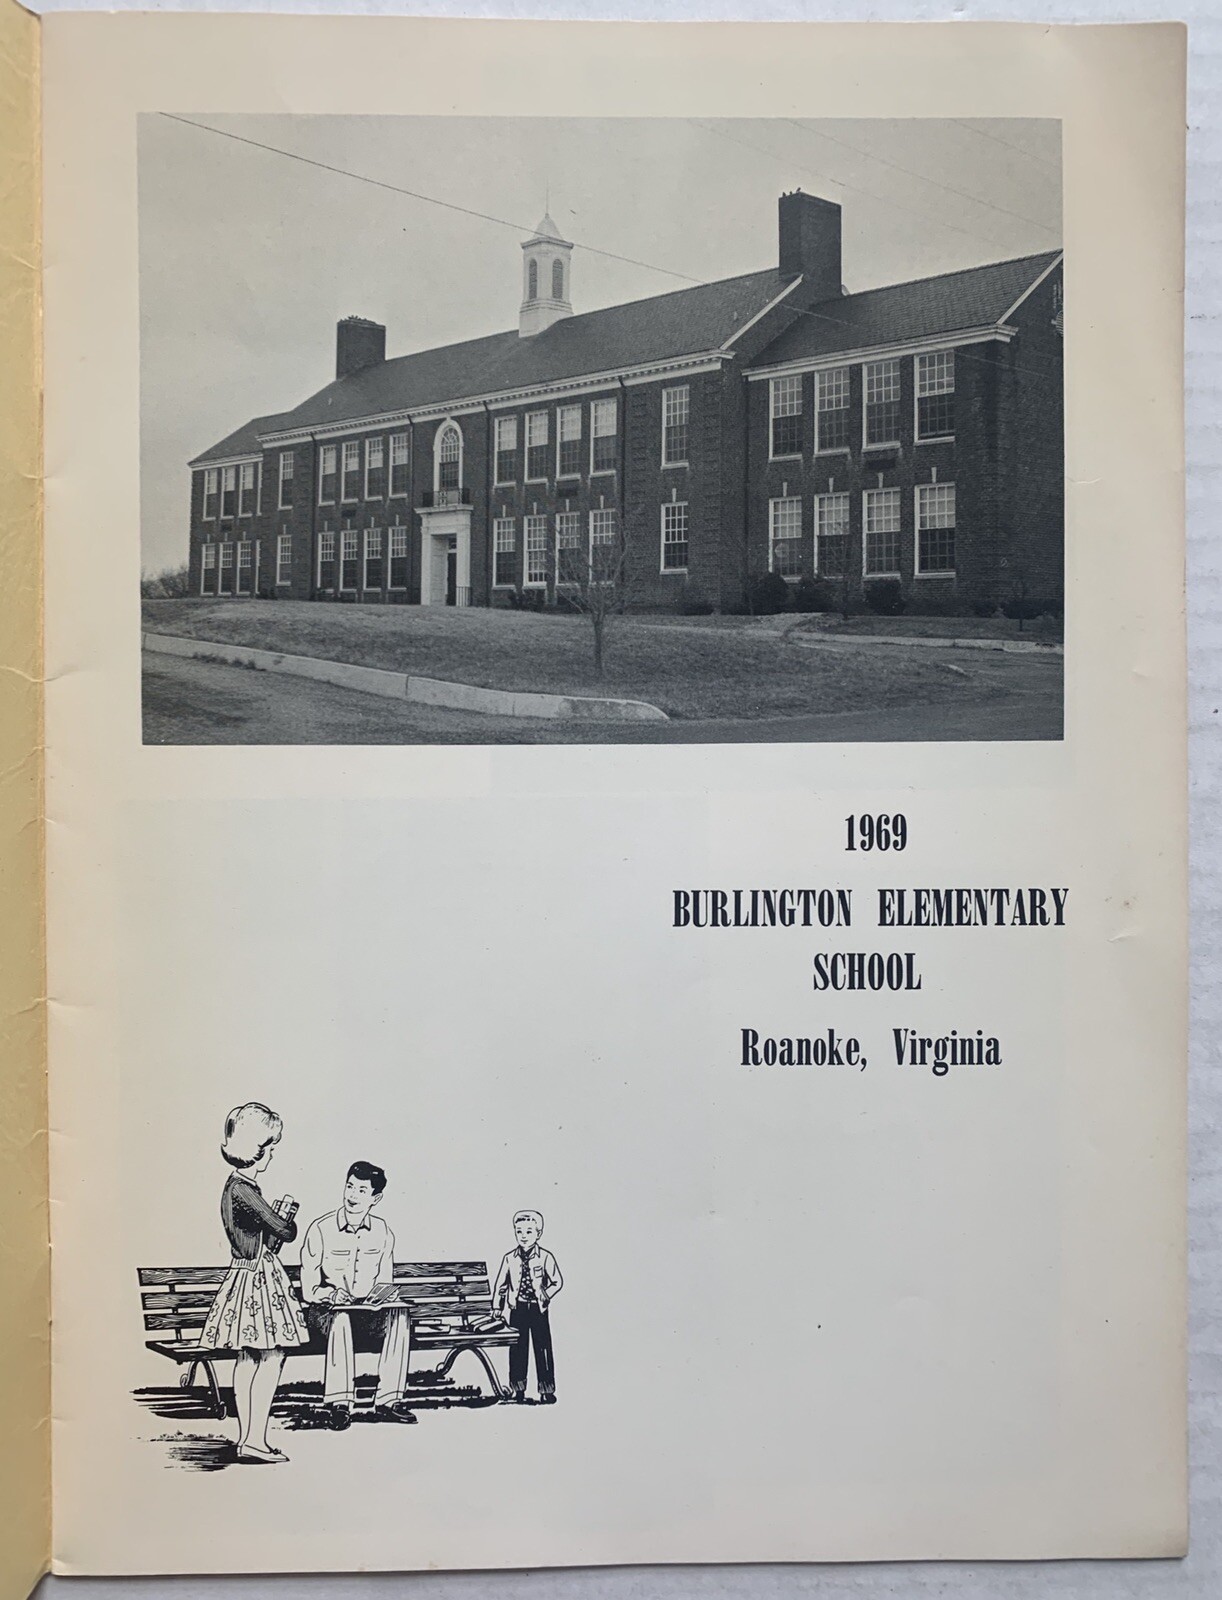 1969
BURLINGTON ELEMENTARY
SCHOOL
Roanoke, Virginia